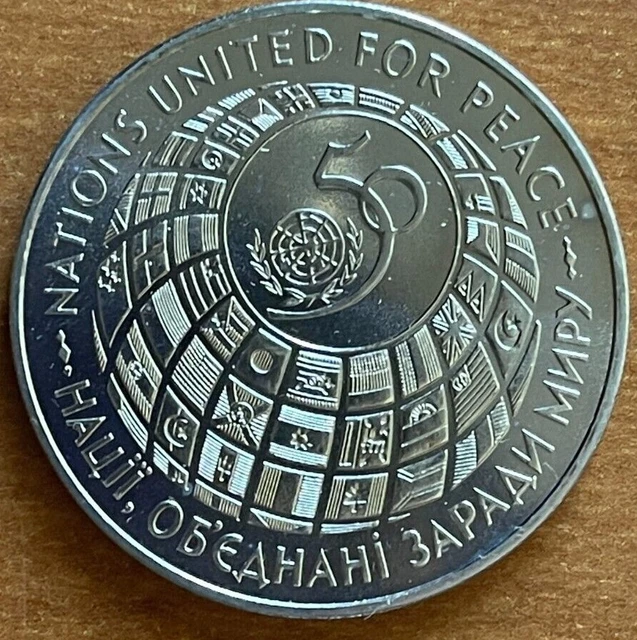 NATIONS UNITED FOR PEACE
50
НАЦІЇ, ОБ'ЄДНАНІ ЗАРАДИ МИРУ